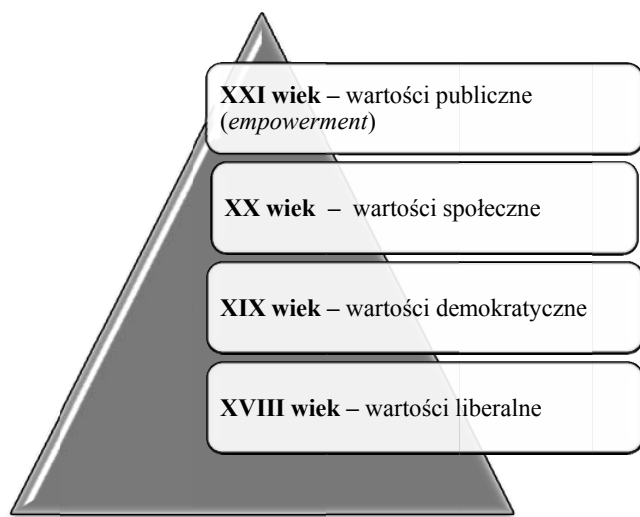 XXI wiek – wartości publiczne
(empowerment)
XX wiek – wartości społeczne
XIX wiek – wartości demokratyczne
XVIII wiek – wartości liberalne